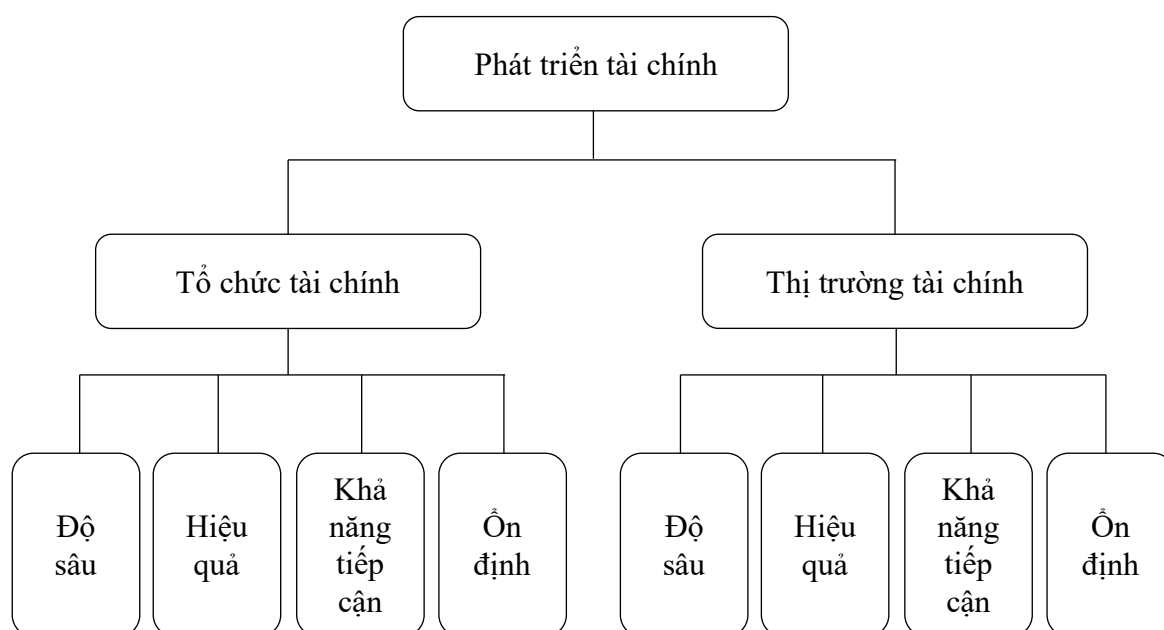 Phát triển tài chính
Tổ chức tài chính
Thị trường tài chính
Độ
sâu
Hiệu
quả
Khả
năng
tiếp
cận
Ổn
định
Độ
sâu
Hiệu
quả
Khả
năng
tiếp
cận
Ổn
định